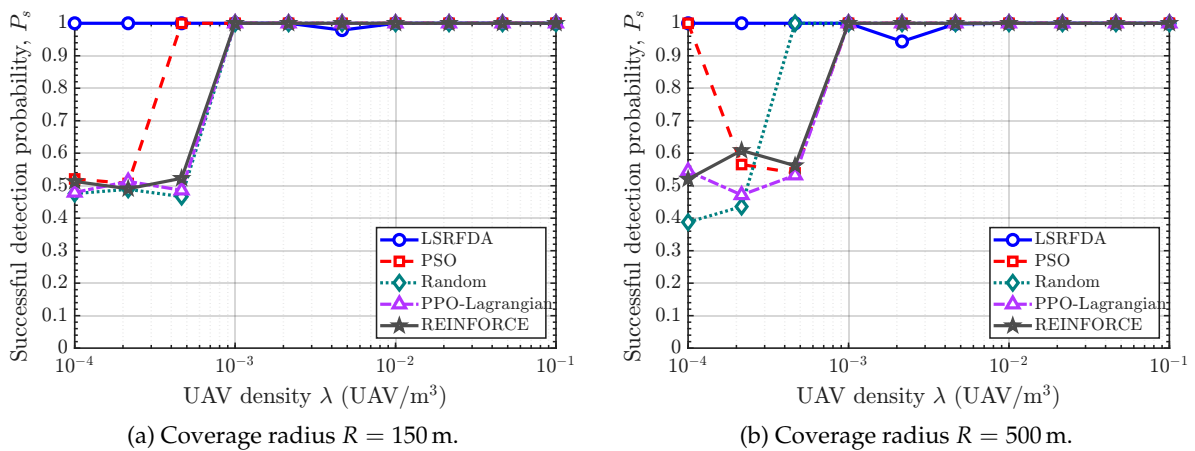 Successful detection probability, P_s
1
0.9
0.8
0.7
0.6
0.5
0.4
0.3
0.2
0.1
0
10⁻⁴
10⁻³
10⁻²
10⁻¹
LSRFDA
PSO
Random
PPO-Lagrangian
REINFORCE
UAV density λ (UAV/m³)
(a) Coverage radius R = 150 m.
Successful detection probability, P_s
1
0.9
0.8
0.7
0.6
0.5
0.4
0.3
0.2
0.1
0
10⁻⁴
10⁻³
10⁻²
10⁻¹
LSRFDA
PSO
Random
PPO-Lagrangian
REINFORCE
UAV density λ (UAV/m³)
(b) Coverage radius R = 500 m.